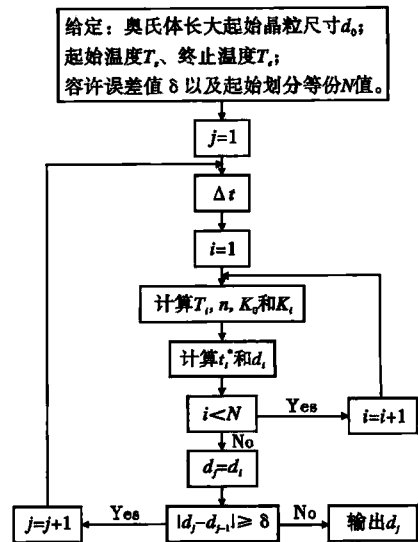 给定：奥氏体长大起始晶粒尺寸d₀；
起始温度Tₛ、终止温度Tₑ；
容许误差值 δ 以及起始划分等份N值。
j=1
Δt
i=1
计算Tᵢ, n, K₀和Kᵢ
计算tᵢ*和dᵢ
i<N
Yes
i=i+1
No
dⱼ=dᵢ
j=j+1
Yes
|dⱼ-dⱼ₋₁|≥δ
No
输出dⱼ